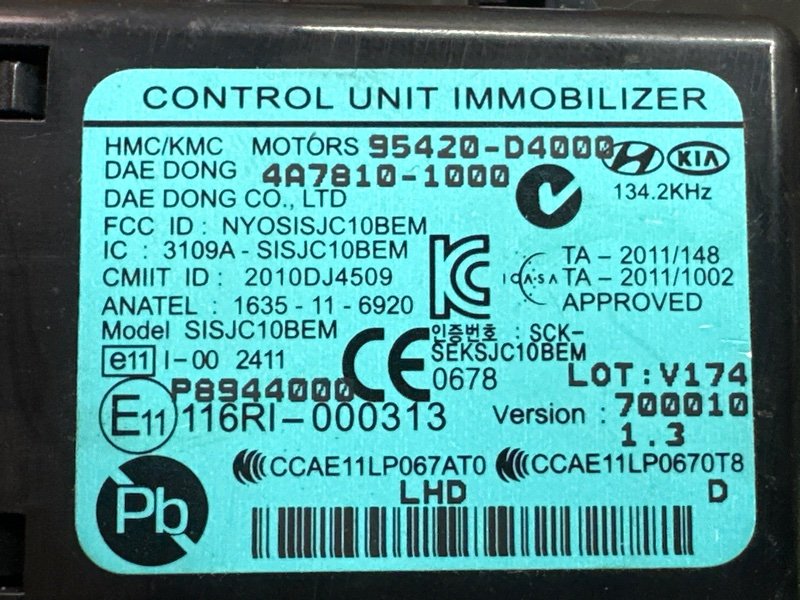 CONTROL UNIT IMMOBILIZER
HMC/KMC MOTORS 95420-D4000 KIA
DAE DONG 4A7810-1000
134.2KHz
DAE DONG CO., LTD
FCC ID : NYOSISJC10BEM
IC : 3109A - SISJC10BEM
TA - 2011/148
CMIIT ID : 2010DJ4509
ICASA TA - 2011/1002
ANATEL : 1635 - 11 - 6920
APPROVED
Model SISJC10BEM
인증번호 : SCK-
SEKSJC10BEM
e11 I-00 2411
CE 0678
P8944000
LOT:V174
E11 116RI-000313
Version : 700010
1.3
CCAE11LP067AT0 CCAE11LP0670T8
Pb
LHD D